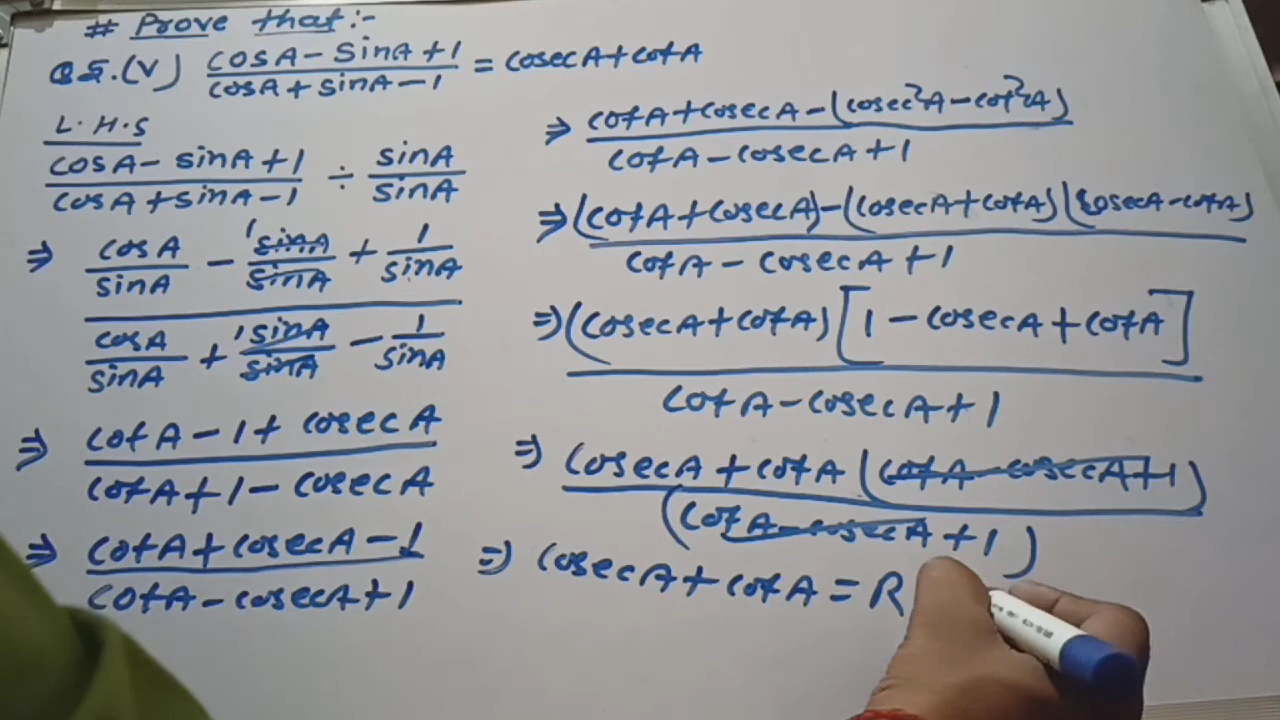 # Prove that:-
Q5.(V) cosA - sinA + 1 / cosA + sinA - 1 = cosecA + cotA
L.H.S
cosA - sinA + 1 / cosA + sinA - 1 ÷ sinA / sinA
⇒ cosA / sinA - 1 sinA / sinA + 1 / sinA
cosA / sinA + 1 sinA / sinA - 1 / sinA
⇒ cotA - 1 + cosecA / cotA + 1 - cosecA
⇒ cotA + cosecA - 1 / cotA - cosecA + 1
⇒ cotA + cosecA - (cosec²A - cot²A) / cotA - cosecA + 1
⇒ (cotA + cosecA) - (cosecA + cotA)(cosecA - cotA) / cotA - cosecA + 1
⇒ (cosecA + cotA) [1 - cosecA + cotA] / cotA - cosecA + 1
⇒ cosecA + cotA (cotA - cosecA + 1) / (cotA - cosecA + 1)
⇒ cosecA + cotA = R